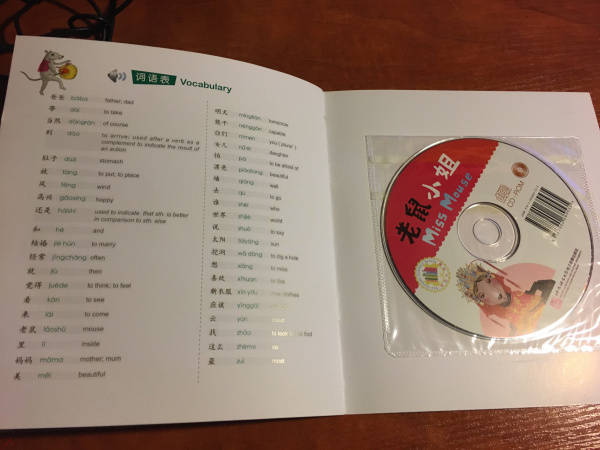 词语表 Vocabulary
爸爸 bàba father; dad
带 dài to take
当然 dāngrán of course
到 dào to arrive; used after a verb as a
complement to indicate the result of
an action
肚子 dùzi stomach
放 fàng to put; to place
风 fēng wind
高兴 gāoxìng happy
还是 háishì used to indicate that sth. is better
in comparison to sth. else
和 hé and
结婚 jié hūn to marry
经常 jīngcháng often
就 jiù then
觉得 juéde to think; to feel
看 kàn to see
来 lái to come
老鼠 lǎoshǔ mouse
里 lǐ inside
妈妈 māma mother; mum
美 měi beautiful
明天 míngtiān tomorrow
能干 nénggàn capable
你们 nǐmen you (plural)
女儿 nǚ'ér daughter
怕 pà to be afraid of
漂亮 piàoliang beautiful
墙 qiáng wall
去 qù to go
谁 shéi who
世界 shìjiè world
说 shuō to say
太阳 tàiyáng sun
挖洞 wā dòng to dig a hole
想 xiǎng to miss
喜欢 xǐhuan to like
新衣服 xīn yīfu clothes
应该 yīnggāi
云 yún cloud
找 zhǎo to look find
这么 zhème so
最 zuì most
老鼠小姐
Miss Mouse
CD-ROM